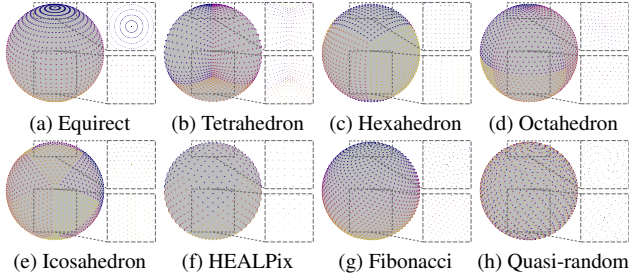 (a) Equirect (b) Tetrahedron (c) Hexahedron (d) Octahedron
(e) Icosahedron (f) HEALPix (g) Fibonacci (h) Quasi-random